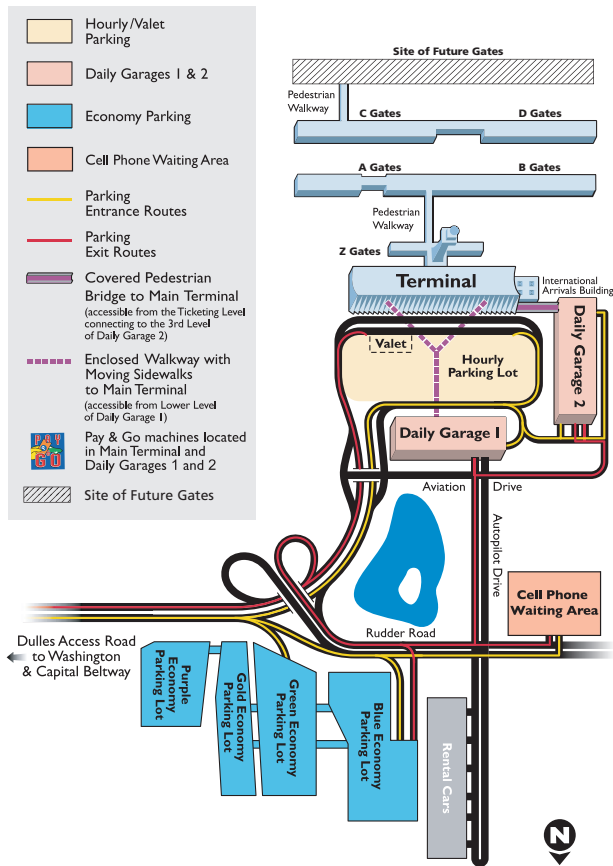 Hourly/Valet
Parking
Daily Garages 1 & 2
Economy Parking
Cell Phone Waiting Area
Parking
Entrance Routes
Parking
Exit Routes
Covered Pedestrian
Bridge to Main Terminal
(accessible from the Ticketing Level
connecting to the 3rd Level
of Daily Garage 2)
Enclosed Walkway with
Moving Sidewalks
to Main Terminal
(accessible from Lower Level
of Daily Garage 1)
PAY
GO
Pay & Go machines located
in Main Terminal and
Daily Garages 1 and 2
Site of Future Gates
Site of Future Gates
Pedestrian
Walkway
C Gates
D Gates
A Gates
B Gates
Pedestrian
Walkway
Z Gates
Terminal
International
Arrivals Building
Valet
Hourly
Parking Lot
Daily
Garage 2
Daily Garage 1
Aviation Drive
Autopilot Drive
Cell Phone
Waiting Area
Rudder Road
Dulles Access Road
to Washington
& Capital Beltway
Purple
Economy
Parking Lot
Gold Economy
Parking Lot
Green Economy
Parking Lot
Blue Economy
Parking Lot
Rental Cars
N